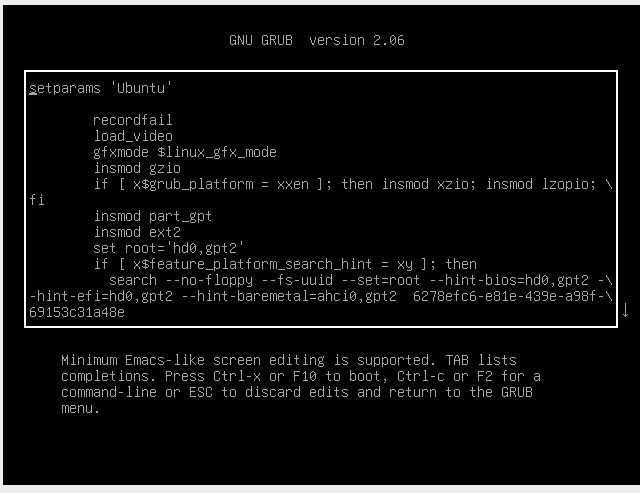 GNU GRUB  version 2.06
setparams 'Ubuntu'
recordfail
load_video
gfxmode $linux_gfx_mode
insmod gzio
if [ x$grub_platform = xxen ]; then insmod xzio; insmod lzopio; \
fi
insmod part_gpt
insmod ext2
set root='hd0,gpt2'
if [ x$feature_platform_search_hint = xy ]; then
search --no-floppy --fs-uuid --set=root --hint-bios=hd0,gpt2 -\
-hint-efi=hd0,gpt2 --hint-baremetal=ahci0,gpt2  6278efc6-e81e-439e-a98f-\
69153c31a48e
↓
Minimum Emacs-like screen editing is supported. TAB lists
completions. Press Ctrl-x or F10 to boot, Ctrl-c or F2 for a
command-line or ESC to discard edits and return to the GRUB
menu.